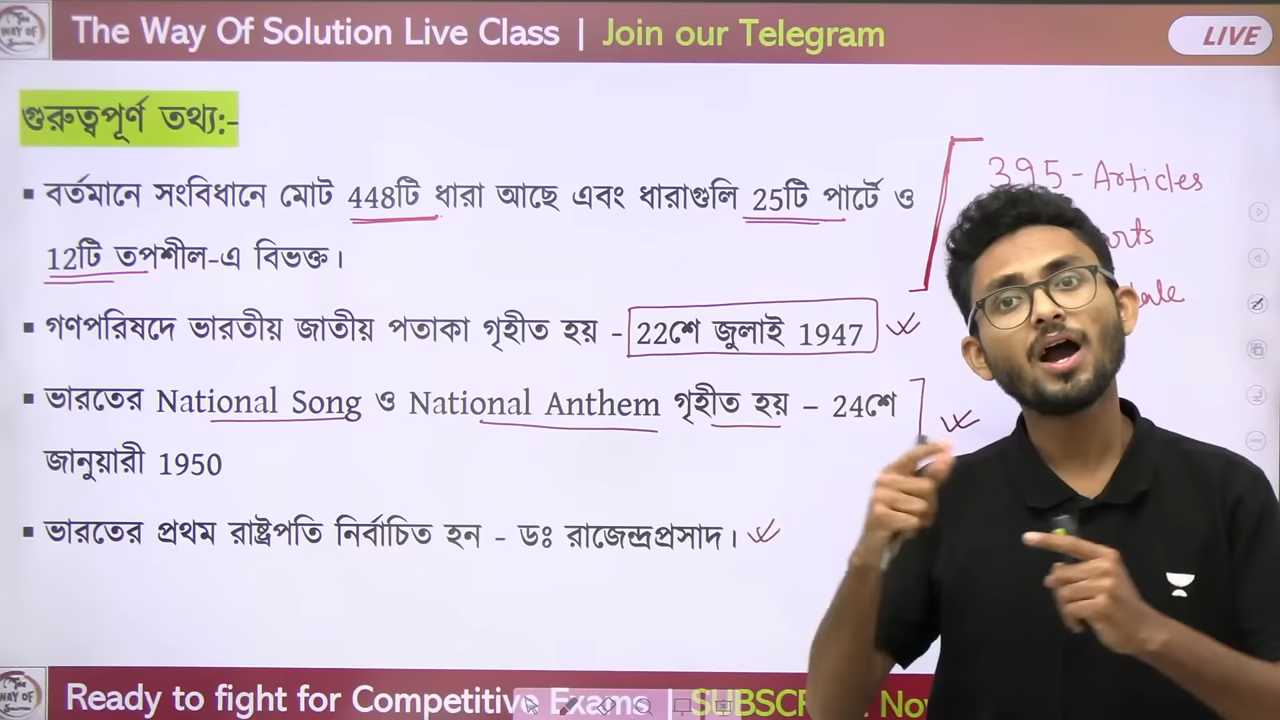 The Way Of Solution Live Class | Join our Telegram
LIVE
গুরুত্বপূর্ণ তথ্য:-
▪ বর্তমানে সংবিধানে মোট 448টি ধারা আছে এবং ধারাগুলি 25টি পার্টে ও
12টি তপশীল-এ বিভক্ত।
▪ গণপরিষদে ভারতীয় জাতীয় পতাকা গৃহীত হয় - 22শে জুলাই 1947
▪ ভারতের National Song ও National Anthem গৃহীত হয় – 24শে
জানুয়ারী 1950
▪ ভারতের প্রথম রাষ্ট্রপতি নির্বাচিত হন - ডঃ রাজেন্দ্রপ্রসাদ।
395 - Articles
Ready to fight for Competitive Exams |